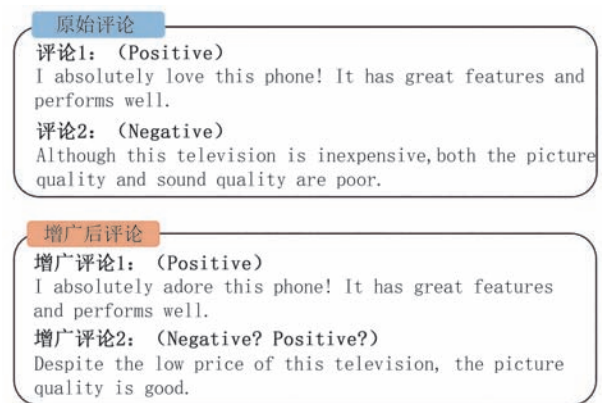 原始评论
评论1: （Positive）
I absolutely love this phone! It has great features and
performs well.
评论2: （Negative）
Although this television is inexpensive,both the picture
quality and sound quality are poor.
增广后评论
增广评论1: （Positive）
I absolutely adore this phone! It has great features
and performs well.
增广评论2: （Negative? Positive?）
Despite the low price of this television, the picture
quality is good.